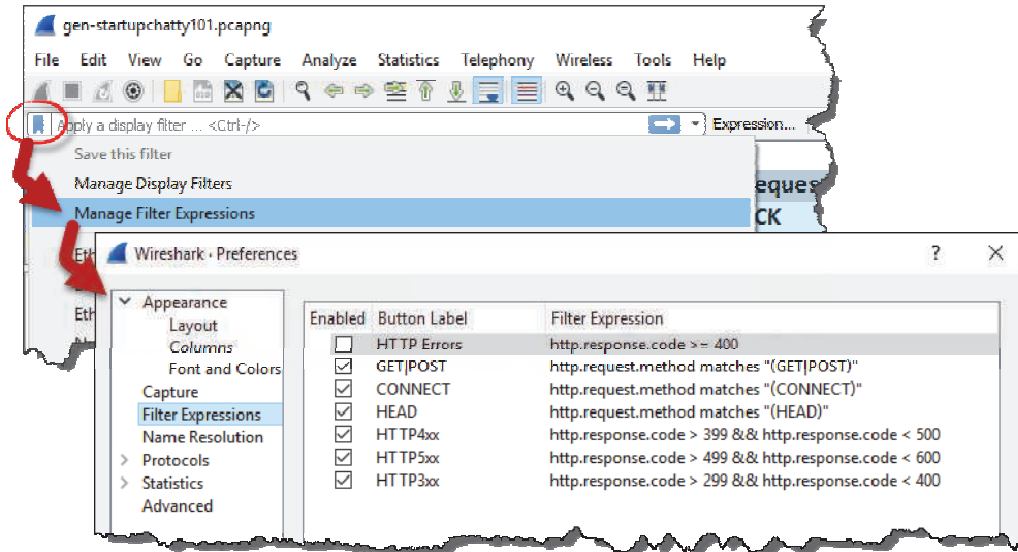 gen-startupchatty101.pcapng
File Edit View Go Capture Analyze Statistics Telephony Wireless Tools Help
Apply a display filter ... <Ctrl-/> Expression...
Save this filter
Manage Display Filters
Manage Filter Expressions
CK
Wireshark · Preferences ? ×
Eth
Eth
Appearance
Layout
Columns
Font and Colors
Capture
Filter Expressions
Name Resolution
Protocols
Statistics
Advanced
Enabled Button Label Filter Expression
HTTP Errors http.response.code >= 400
GET|POST http.request.method matches "(GET|POST)"
CONNECT http.request.method matches "(CONNECT)"
HEAD http.request.method matches "(HEAD)"
HTTP4xx http.response.code > 399 && http.response.code < 500
HTTP5xx http.response.code > 499 && http.response.code < 600
HTTP3xx http.response.code > 299 && http.response.code < 400